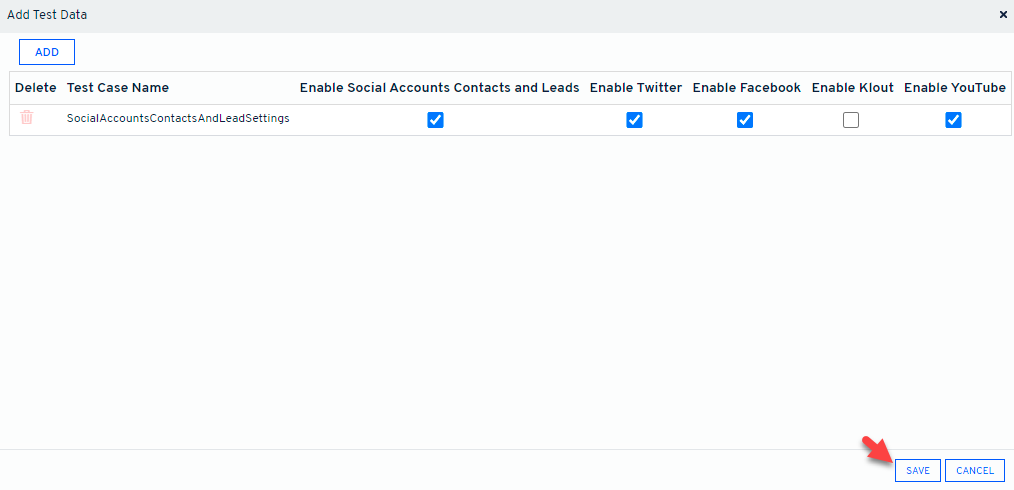 Add Test Data
ADD
Delete Test Case Name Enable Social Accounts Contacts and Leads Enable Twitter Enable Facebook Enable Klout Enable YouTube
SocialAccountsContactsAndLeadSettings
SAVE CANCEL